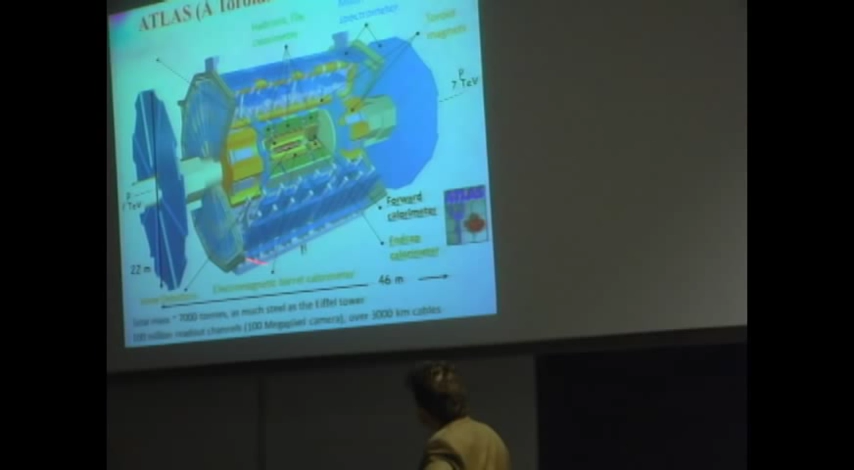 ATLAS (A
spectrometer
Toroid
magnets
p
7 TeV
p
7 TeV
Forward
calorimeter
ATLAS
Endcap
calorimeter
22 m
46 m
Electromagnetic barrel calorimeter
Total mass ~ 7000 tonnes, as much steel as the Eiffel tower
100 million readout channels (100 Megapixel camera), over 3000 km cables